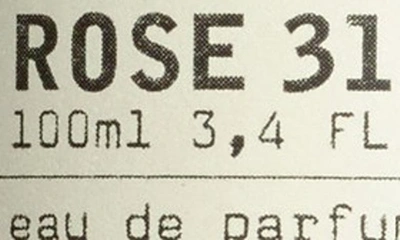 ROSE 31
100ml 3,4 FL
eau de parfum